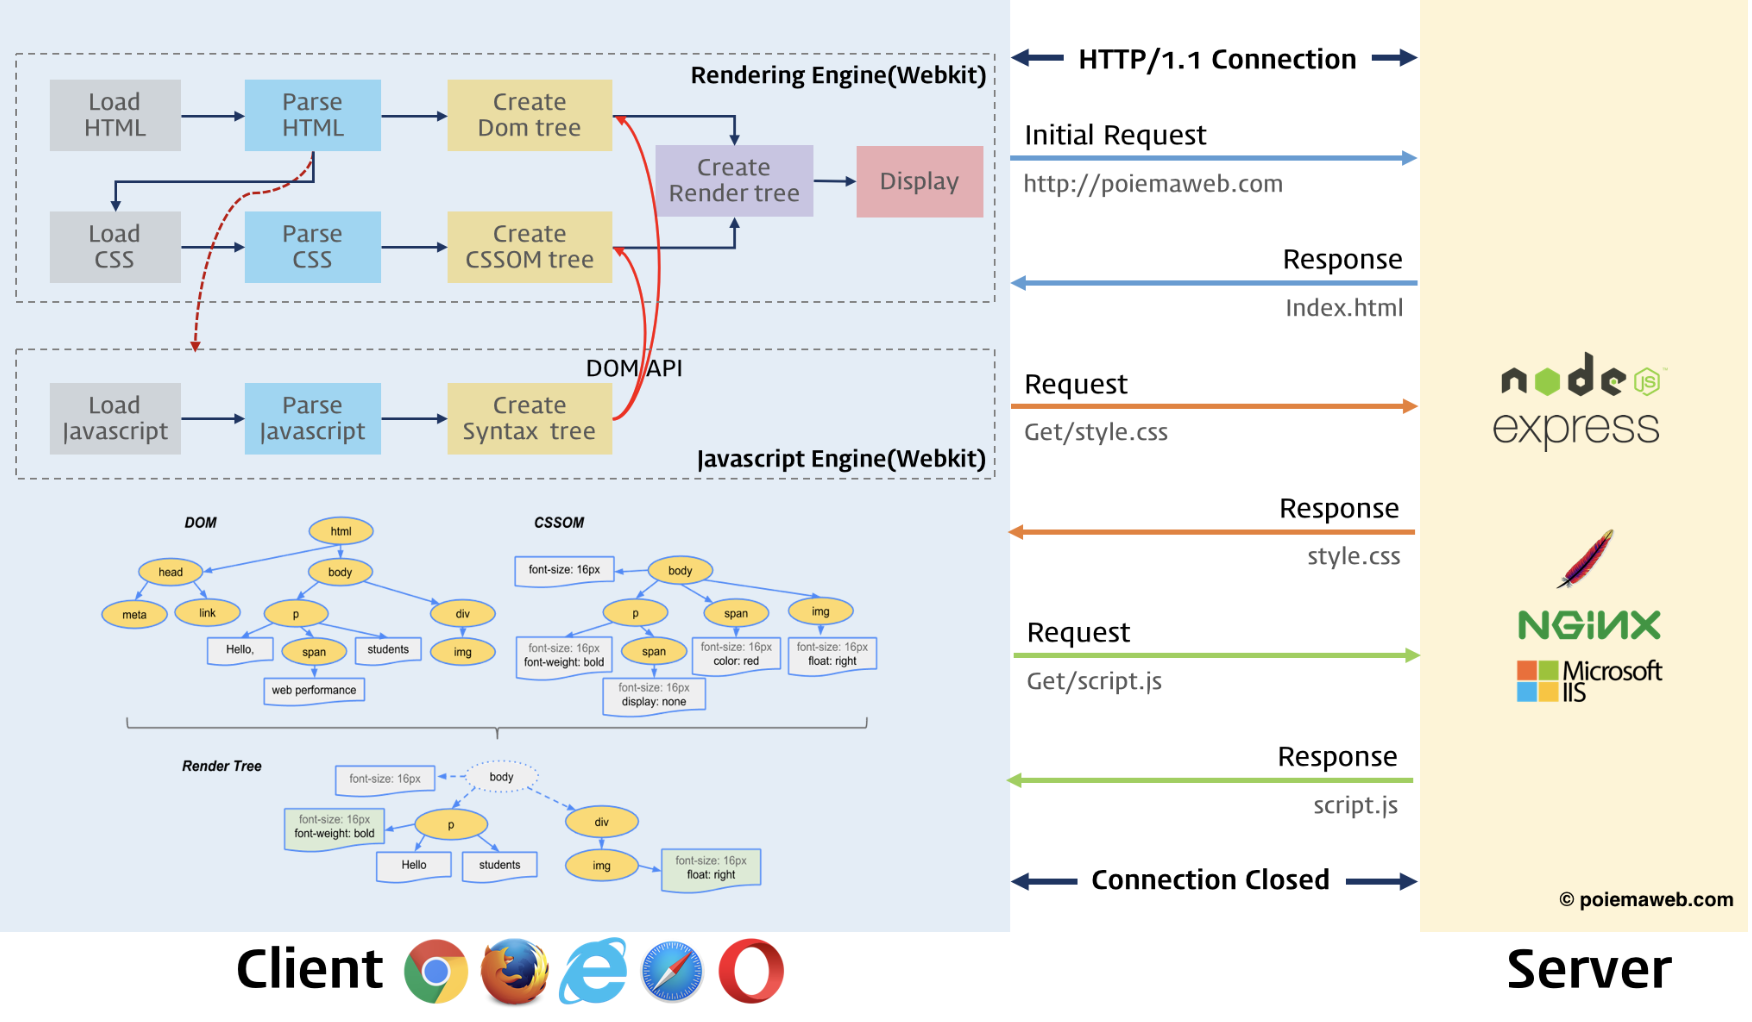 Rendering Engine(Webkit)
Load
HTML
Parse
HTML
Create
Dom tree
Create
Render tree
Display
Load
CSS
Parse
CSS
Create
CSSOM tree
DOM API
Load
Javascript
Parse
Javascript
Create
Syntax tree
Javascript Engine(Webkit)
DOM
html
head
body
meta
link
p
div
Hello,
span
students
img
web performance
CSSOM
font-size: 16px
body
p
span
img
font-size: 16px
font-weight: bold
span
font-size: 16px
color: red
font-size: 16px
float: right
font-size: 16px
display: none
Render Tree
font-size: 16px
body
font-size: 16px
font-weight: bold
p
div
Hello
students
img
font-size: 16px
float: right
HTTP/1.1 Connection
Initial Request
http://poiemaweb.com
Response
Index.html
Request
Get/style.css
Response
style.css
Request
Get/script.js
Response
script.js
Connection Closed
node
JS
™
express
NGINX
Microsoft
IIS
© poiemaweb.com
Client
Server